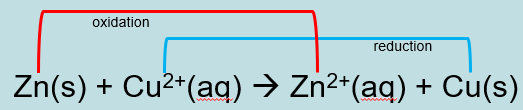 oxidation
reduction
Zn(s) + Cu²⁺(aq) → Zn²⁺(aq) + Cu(s)